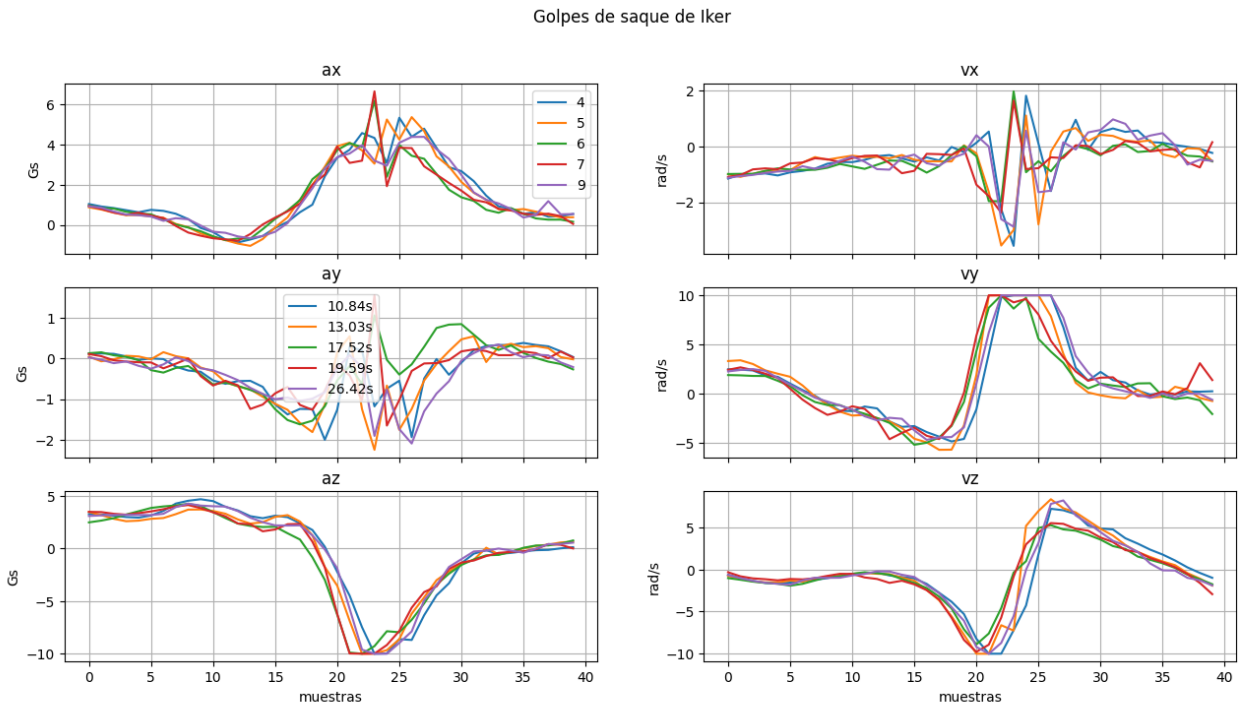 Golpes de saque de Iker
ax
Gs
6
4
2
0
4
5
6
7
9
vx
rad/s
2
0
−2
ay
Gs
1
0
−1
−2
10.84s
13.03s
17.52s
19.59s
26.42s
vy
rad/s
10
5
0
−5
az
Gs
5
0
−5
−10
0 5 10 15 20 25 30 35 40
muestras
vz
rad/s
5
0
−5
−10
0 5 10 15 20 25 30 35 40
muestras